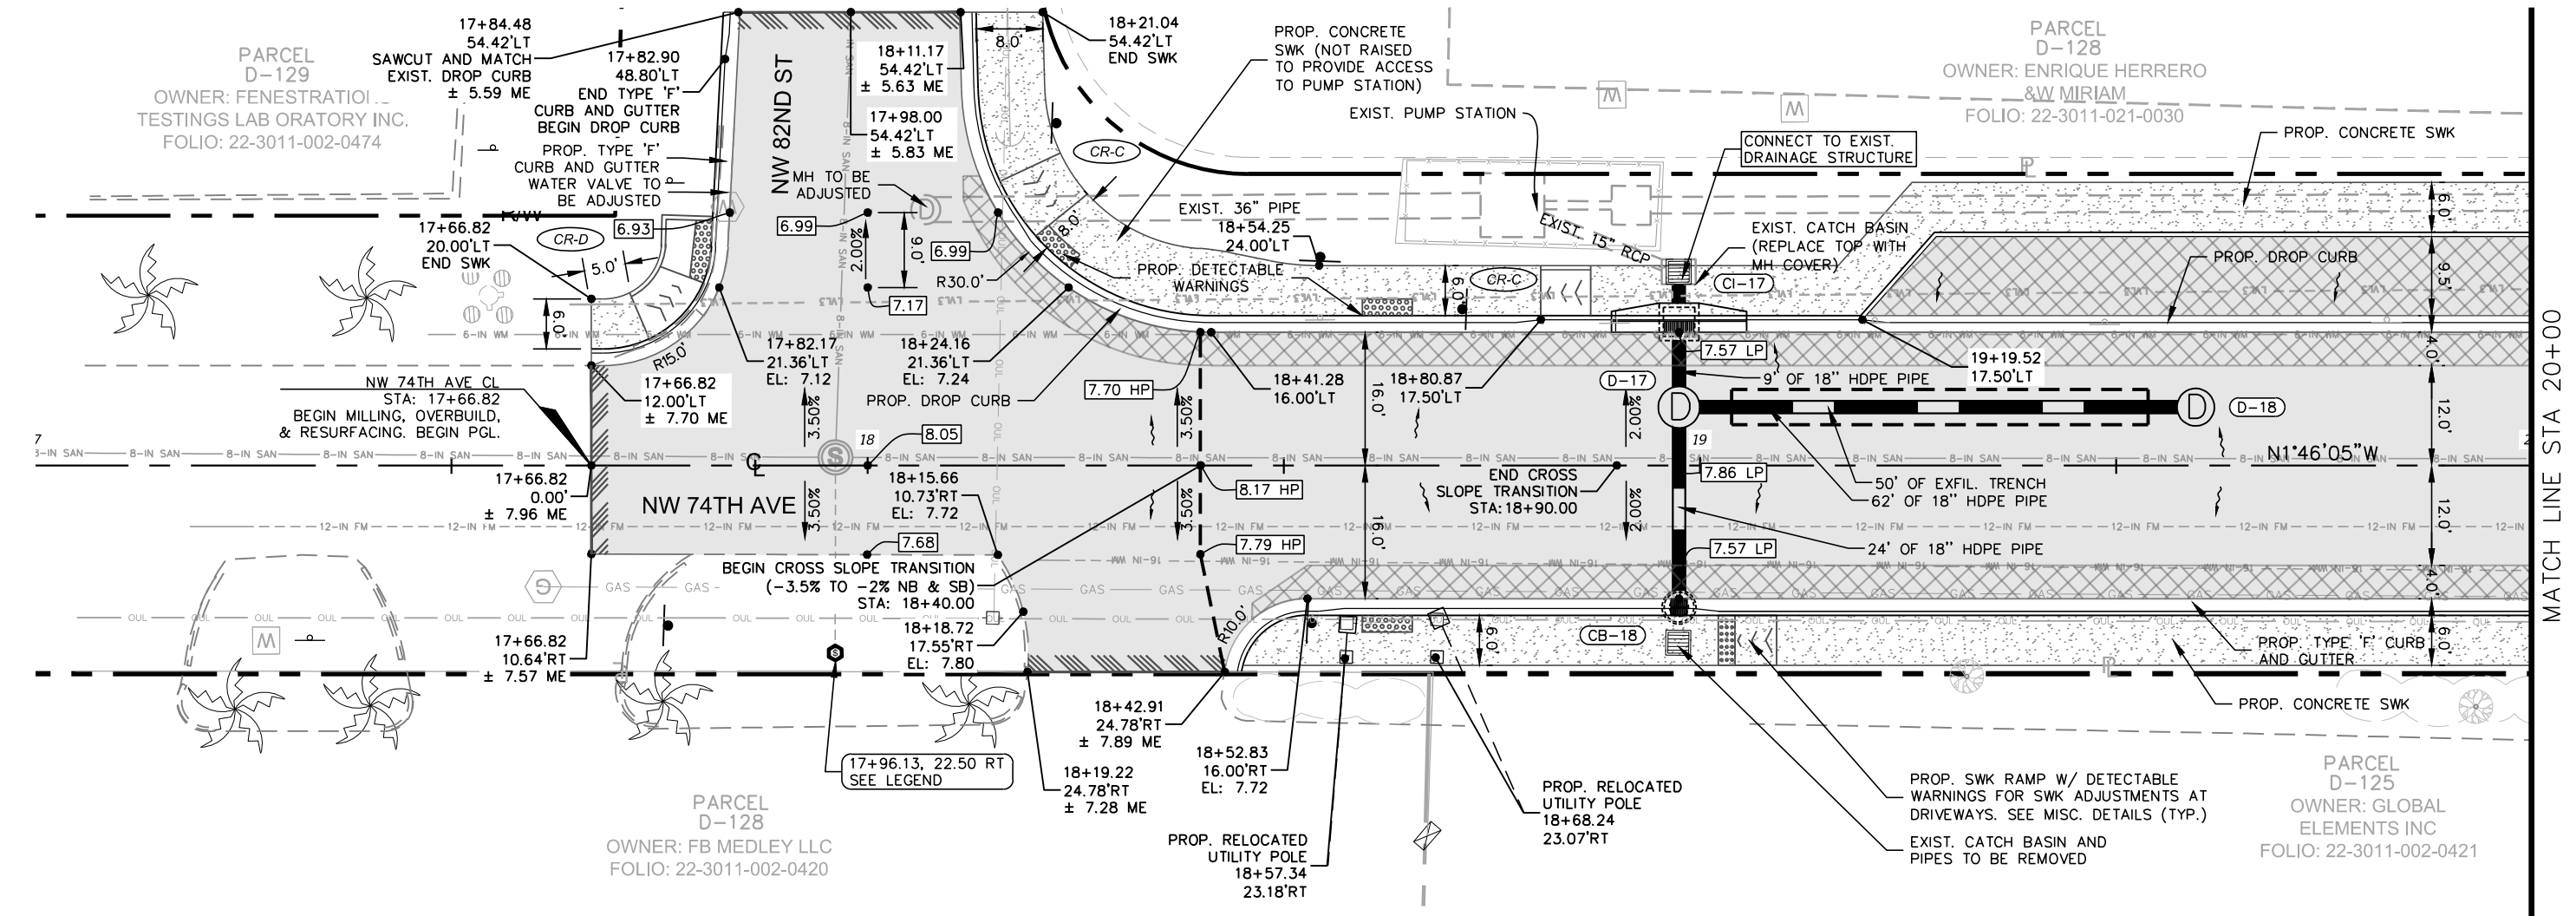 17+84.48
54.42'LT
SAWCUT AND MATCH
EXIST. DROP CURB
± 5.59 ME
PARCEL
D-129
OWNER: FENESTRATION
TESTINGS LAB ORATORY INC.
FOLIO: 22-3011-002-0474
17+82.90
48.80'LT
END TYPE 'F'
CURB AND GUTTER
BEGIN DROP CURB
PROP. TYPE 'F'
CURB AND GUTTER
WATER VALVE TO
BE ADJUSTED
R/W
NW 82ND ST
8-IN SAN
18+11.17
54.42'LT
± 5.63 ME
17+98.00
54.42'LT
± 5.83 ME
8.0'
18+21.04
54.42'LT
END SWK
PROP. CONCRETE
SWK (NOT RAISED
TO PROVIDE ACCESS
TO PUMP STATION)
EXIST. PUMP STATION
CR-C
W
W
PARCEL
D-128
OWNER: ENRIQUE HERRERO
&W MIRIAM
FOLIO: 22-3011-021-0030
CONNECT TO EXIST.
DRAINAGE STRUCTURE
PROP. CONCRETE SWK
MH TO BE
ADJUSTED
D
6.93
6.99
6.99
2.00%
9.0'
7.17
17+66.82
20.00'LT
END SWK
CR-D
5.0'
6.0'
R15.0'
R30.0'
8.0'
EXIST. 36" PIPE
18+54.25
24.00'LT
PROP. DETECTABLE
WARNINGS
6.0'
CR-C
EXIST. 15" RCP
EXIST. CATCH BASIN
(REPLACE TOP WITH
MH COVER)
CI-17
PROP. DROP CURB
6.0'
9.5'
4.0'
6-IN WM
17+82.17
21.36'LT
EL: 7.12
18+24.16
21.36'LT
EL: 7.24
PROP. DROP CURB
NW 74TH AVE CL
STA: 17+66.82
BEGIN MILLING, OVERBUILD,
& RESURFACING. BEGIN PGL.
17+66.82
12.00'LT
± 7.70 ME
3.50%
7.70 HP
3.50%
18+41.28
16.00'LT
16.0'
18+80.87
17.50'LT
D-17
2.00%
7.57 LP
9' OF 18" HDPE PIPE
19+19.52
17.50'LT
D
D
D-18
12.0'
7
8-IN SAN
18
8.05
S
CL
19
2
N1°46'05"W
MATCH LINE STA 20+00
17+66.82
0.00'
± 7.96 ME
NW 74TH AVE
3.50%
18+15.66
10.73'RT
EL: 7.72
7.68
8.17 HP
3.50%
16.0'
END CROSS
SLOPE TRANSITION
STA: 18+90.00
2.00%
7.86 LP
50' OF EXFIL. TRENCH
62' OF 18" HDPE PIPE
12.0'
12-IN FM
7.79 HP
7.57 LP
24' OF 18" HDPE PIPE
16-IN WM
BEGIN CROSS SLOPE TRANSITION
(-3.5% TO -2% NB & SB)
STA: 18+40.00
G
GAS
OUL
W
4.0'
17+66.82
10.64'RT
± 7.57 ME
18+18.72
17.55'RT
EL: 7.80
R10.0'
6.0'
CB-18
PROP. TYPE 'F' CURB
AND GUTTER
6.0'
PROP. CONCRETE SWK
17+96.13, 22.50 RT
SEE LEGEND
18+42.91
24.78'RT
± 7.89 ME
18+19.22
24.78'RT
± 7.28 ME
18+52.83
16.00'RT
EL: 7.72
PROP. RELOCATED
UTILITY POLE
18+57.34
23.18'RT
PROP. RELOCATED
UTILITY POLE
18+68.24
23.07'RT
PROP. SWK RAMP W/ DETECTABLE
WARNINGS FOR SWK ADJUSTMENTS AT
DRIVEWAYS. SEE MISC. DETAILS (TYP.)
EXIST. CATCH BASIN AND
PIPES TO BE REMOVED
PARCEL
D-128
OWNER: FB MEDLEY LLC
FOLIO: 22-3011-002-0420
PARCEL
D-125
OWNER: GLOBAL
ELEMENTS INC
FOLIO: 22-3011-002-0421